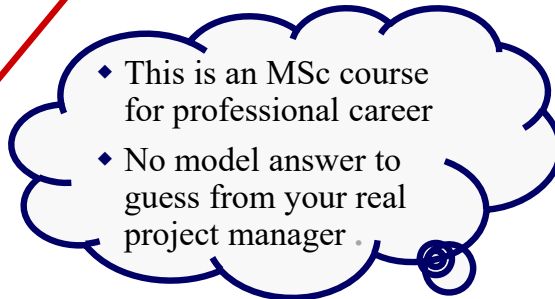 This is an MSc course
for professional career
No model answer to
guess from your real
project manager .